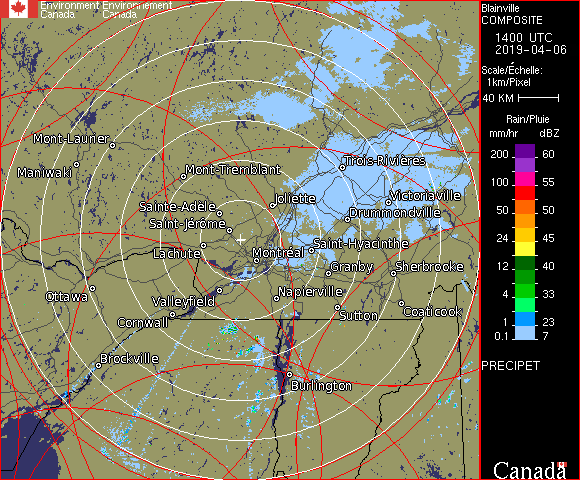 Environment Environnement
Canada Canada
Blainville
COMPOSITE
1400 UTC
2019-04-06
Scale/Échelle:
1km/Pixel
40 KM
Rain/Pluie
mm/hr dBZ
200 60
100 55
50 50
24 45
12 40
4 33
1 23
0.1 7
PRECIPET
Canada
Mont-Laurier
Maniwaki
Mont-Tremblant
Trois-Rivières
Joliette
Victoriaville
Sainte-Adèle
Drummondville
Saint-Jérôme
Saint-Hyacinthe
Lachute
Montréal
Granby
Sherbrooke
Ottawa
Valleyfield
Napierville
Cornwall
Sutton
Coaticook
Brockville
Burlington